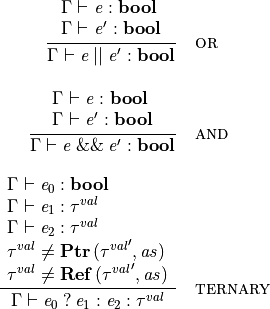 Γ ⊢ e : bool
Γ ⊢ e′ : bool
Γ ⊢ e || e′ : bool OR
Γ ⊢ e : bool
Γ ⊢ e′ : bool
Γ ⊢ e && e′ : bool AND
Γ ⊢ e₀ : bool
Γ ⊢ e₁ : τ^val
Γ ⊢ e₂ : τ^val
τ^val ≠ Ptr (τ^val′, as)
τ^val ≠ Ref (τ^val′, as)
Γ ⊢ e₀ ? e₁ : e₂ : τ^val TERNARY